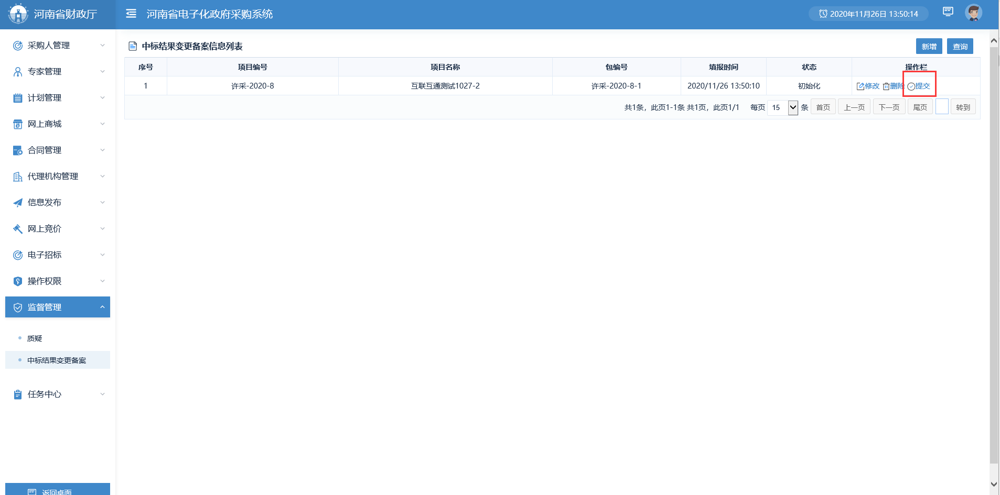 河南省财政厅
河南省电子化政府采购系统
2020年11月26日 13:50:14
采购人管理
专家管理
计划管理
网上商城
合同管理
代理机构管理
信息发布
网上竞价
电子招标
操作权限
监督管理
质疑
中标结果变更备案
任务中心
返回桌面
中标结果变更备案信息列表
新增 查询
序号 项目编号 项目名称 包编号 填报时间 状态 操作栏
1 许采-2020-8 互联互通测试1027-2 许采-2020-8-1 2020/11/26 13:50:10 初始化 修改 删除 提交
共1条，此页1-1条 共1页，此页1/1 每页 15 条 首页 上一页 下一页 尾页 转到